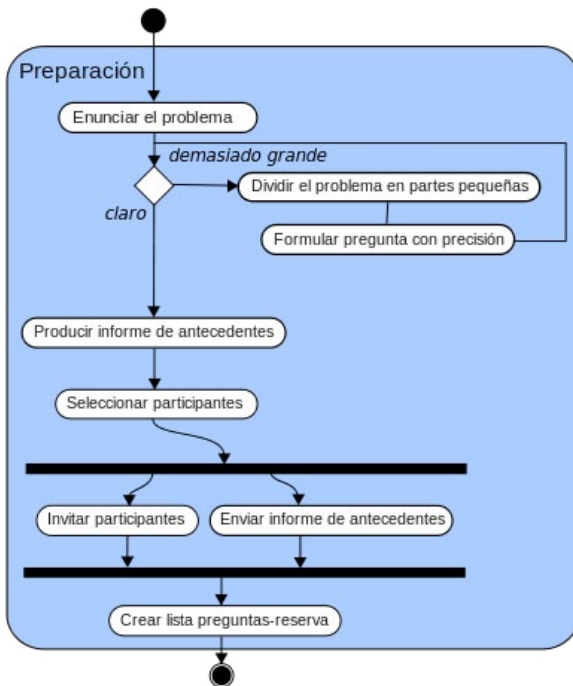 Preparación
Enunciar el problema
demasiado grande
Dividir el problema en partes pequeñas
claro
Formular pregunta con precisión
Producir informe de antecedentes
Seleccionar participantes
Invitar participantes
Enviar informe de antecedentes
Crear lista preguntas-reserva